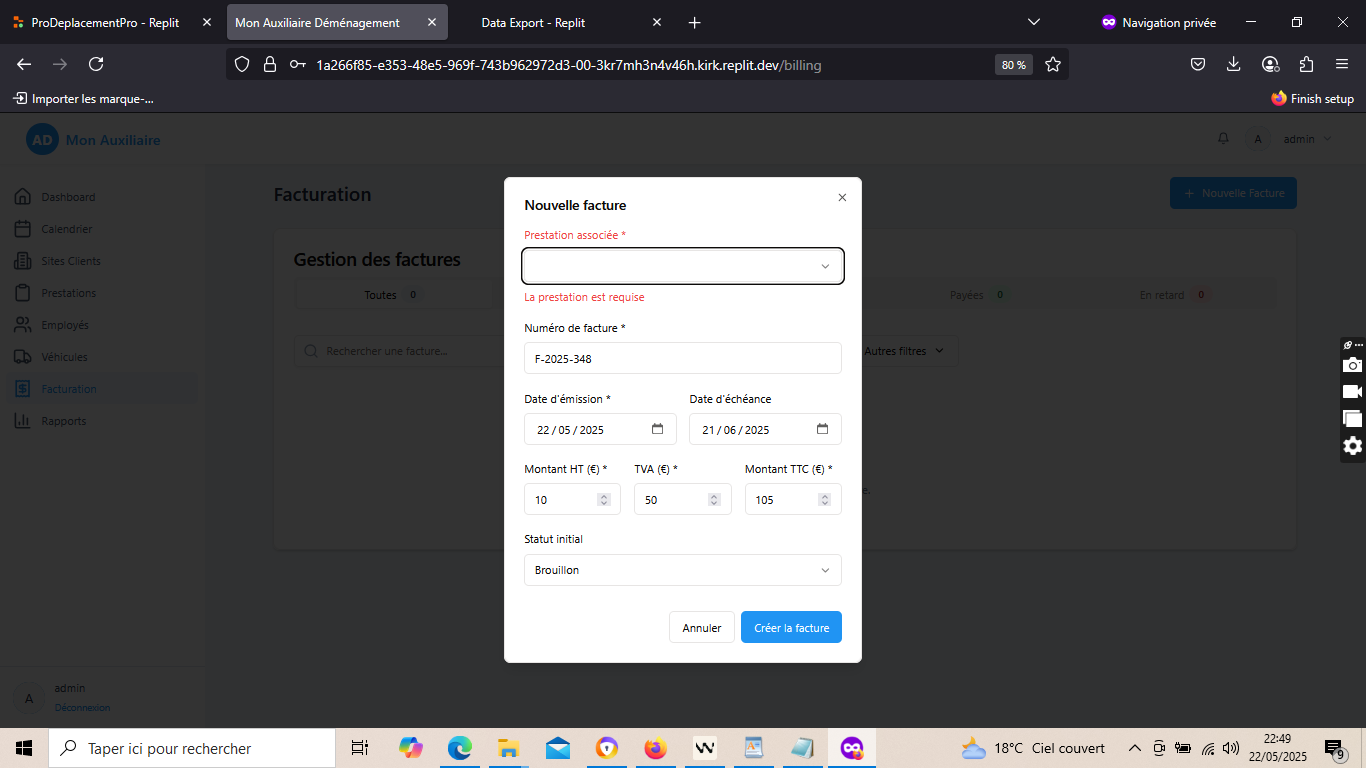 ProDeplacementPro - Replit
Mon Auxiliaire Déménagement
Data Export - Replit
Navigation privée
1a266f85-e353-48e5-969f-743b962972d3-00-3kr7mh3n4v46h.kirk.replit.dev/billing
80 %
Importer les marque-...
Finish setup
AD Mon Auxiliaire
A admin
Dashboard
Calendrier
Sites Clients
Prestations
Employés
Véhicules
Facturation
Rapports
A admin
Déconnexion
Facturation
+ Nouvelle Facture
Gestion des factures
Toutes 0
Payées 0
En retard 0
Rechercher une facture...
Autres filtres
e.
Nouvelle facture
Prestation associée *
La prestation est requise
Numéro de facture *
F-2025-348
Date d'émission * Date d'échéance
22 / 05 / 2025 21 / 06 / 2025
Montant HT (€) * TVA (€) * Montant TTC (€) *
10 50 105
Statut initial
Brouillon
Annuler Créer la facture
Taper ici pour rechercher
W
18°C Ciel couvert
22:49
22/05/2025
9